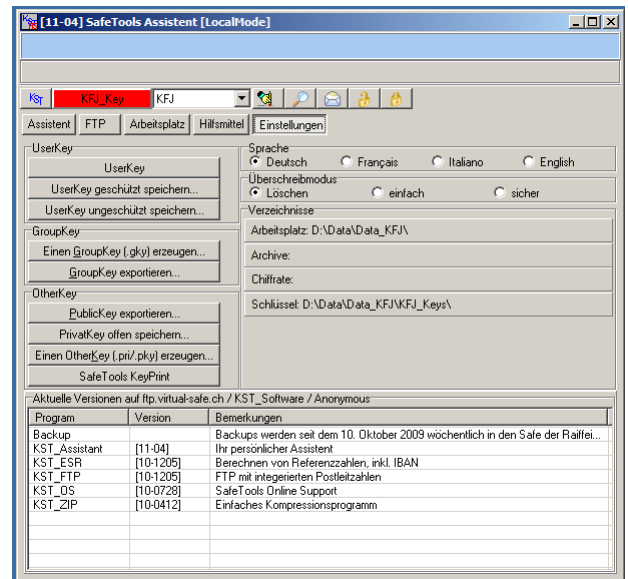 [11-04] SafeTools Assistent [LocalMode]
KST KFJ_Key KFJ
Assistent FTP Arbeitsplatz Hilfsmittel Einstellungen
UserKey
UserKey
UserKey geschützt speichern...
UserKey ungeschützt speichern...
GroupKey
Einen GroupKey (.gky) erzeugen...
GroupKey exportieren...
OtherKey
PublicKey exportieren...
PrivatKey offen speichern...
Einen OtherKey (.pri/.pky) erzeugen...
SafeTools KeyPrint
Sprache
Deutsch Français Italiano English
Überschreibmodus
Löschen einfach sicher
Verzeichnisse
Arbeitsplatz: D:\Data\Data_KFJ\
Archive:
Chiffrate:
Schlüssel: D:\Data\Data_KFJ\KFJ_Keys\
Aktuelle Versionen auf ftp.virtual-safe.ch / KST_Software / Anonymous
Program Version Bemerkungen
Backup Backups werden seit dem 10. Oktober 2009 wöchentlich in den Safe der Raiffei...
KST_Assistant [11-04] Ihr persönlicher Assistent
KST_ESR [10-1205] Berechnen von Referenzzahlen, inkl. IBAN
KST_FTP [10-1205] FTP mit integerierten Postleitzahlen
KST_OS [10-0728] SafeTools Online Support
KST_ZIP [10-0412] Einfaches Kompressionsprogramm